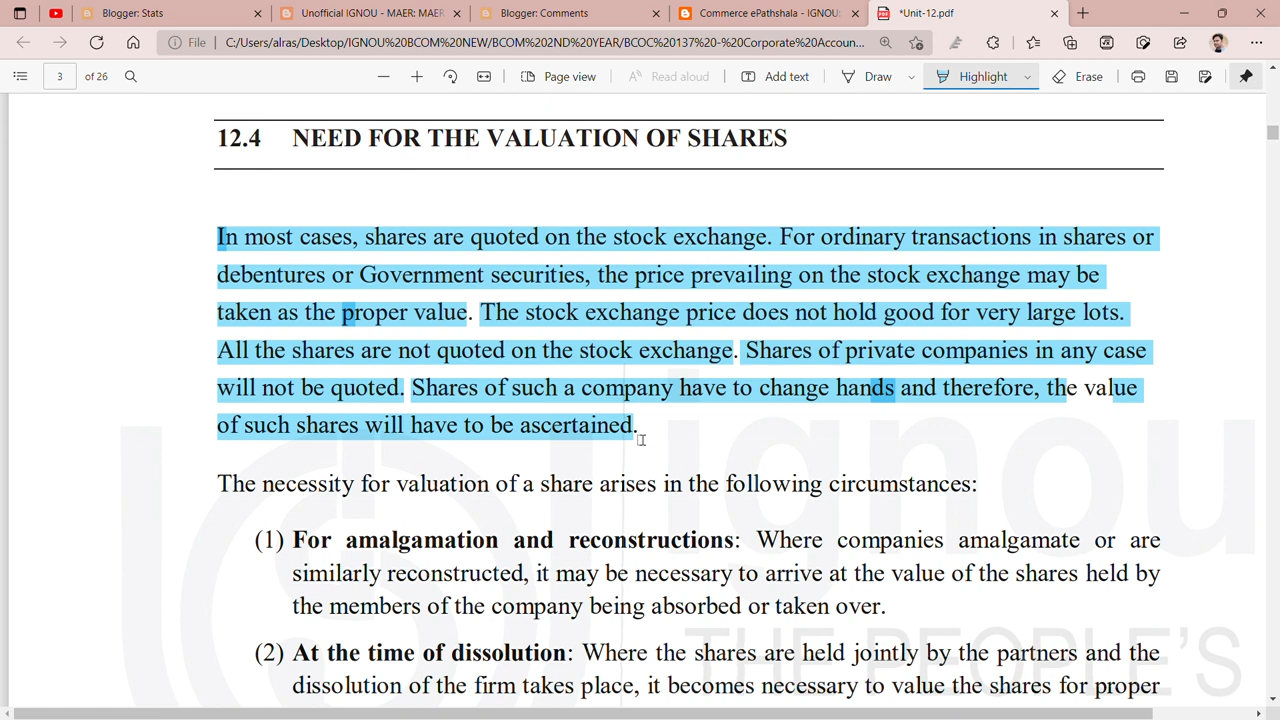 Blogger: Stats
Unofficial IGNOU - MAER: MAER
Blogger: Comments
Commerce ePathshala - IGNOU:
*Unit-12.pdf
File C:/Users/alras/Desktop/IGNOU%20BCOM%20NEW/BCOM%202ND%20YEAR/BCOC%20137%20-%20Corporate%20Accoun...
3 of 26 Page view Read aloud Add text Draw Highlight Erase
12.4 NEED FOR THE VALUATION OF SHARES
In most cases, shares are quoted on the stock exchange. For ordinary transactions in shares or
debentures or Government securities, the price prevailing on the stock exchange may be
taken as the proper value. The stock exchange price does not hold good for very large lots.
All the shares are not quoted on the stock exchange. Shares of private companies in any case
will not be quoted. Shares of such a company have to change hands and therefore, the value
of such shares will have to be ascertained.
The necessity for valuation of a share arises in the following circumstances:
(1) For amalgamation and reconstructions: Where companies amalgamate or are
similarly reconstructed, it may be necessary to arrive at the value of the shares held by
the members of the company being absorbed or taken over.
(2) At the time of dissolution: Where the shares are held jointly by the partners and the
dissolution of the firm takes place, it becomes necessary to value the shares for proper
ignou
THE PEOPLE'S